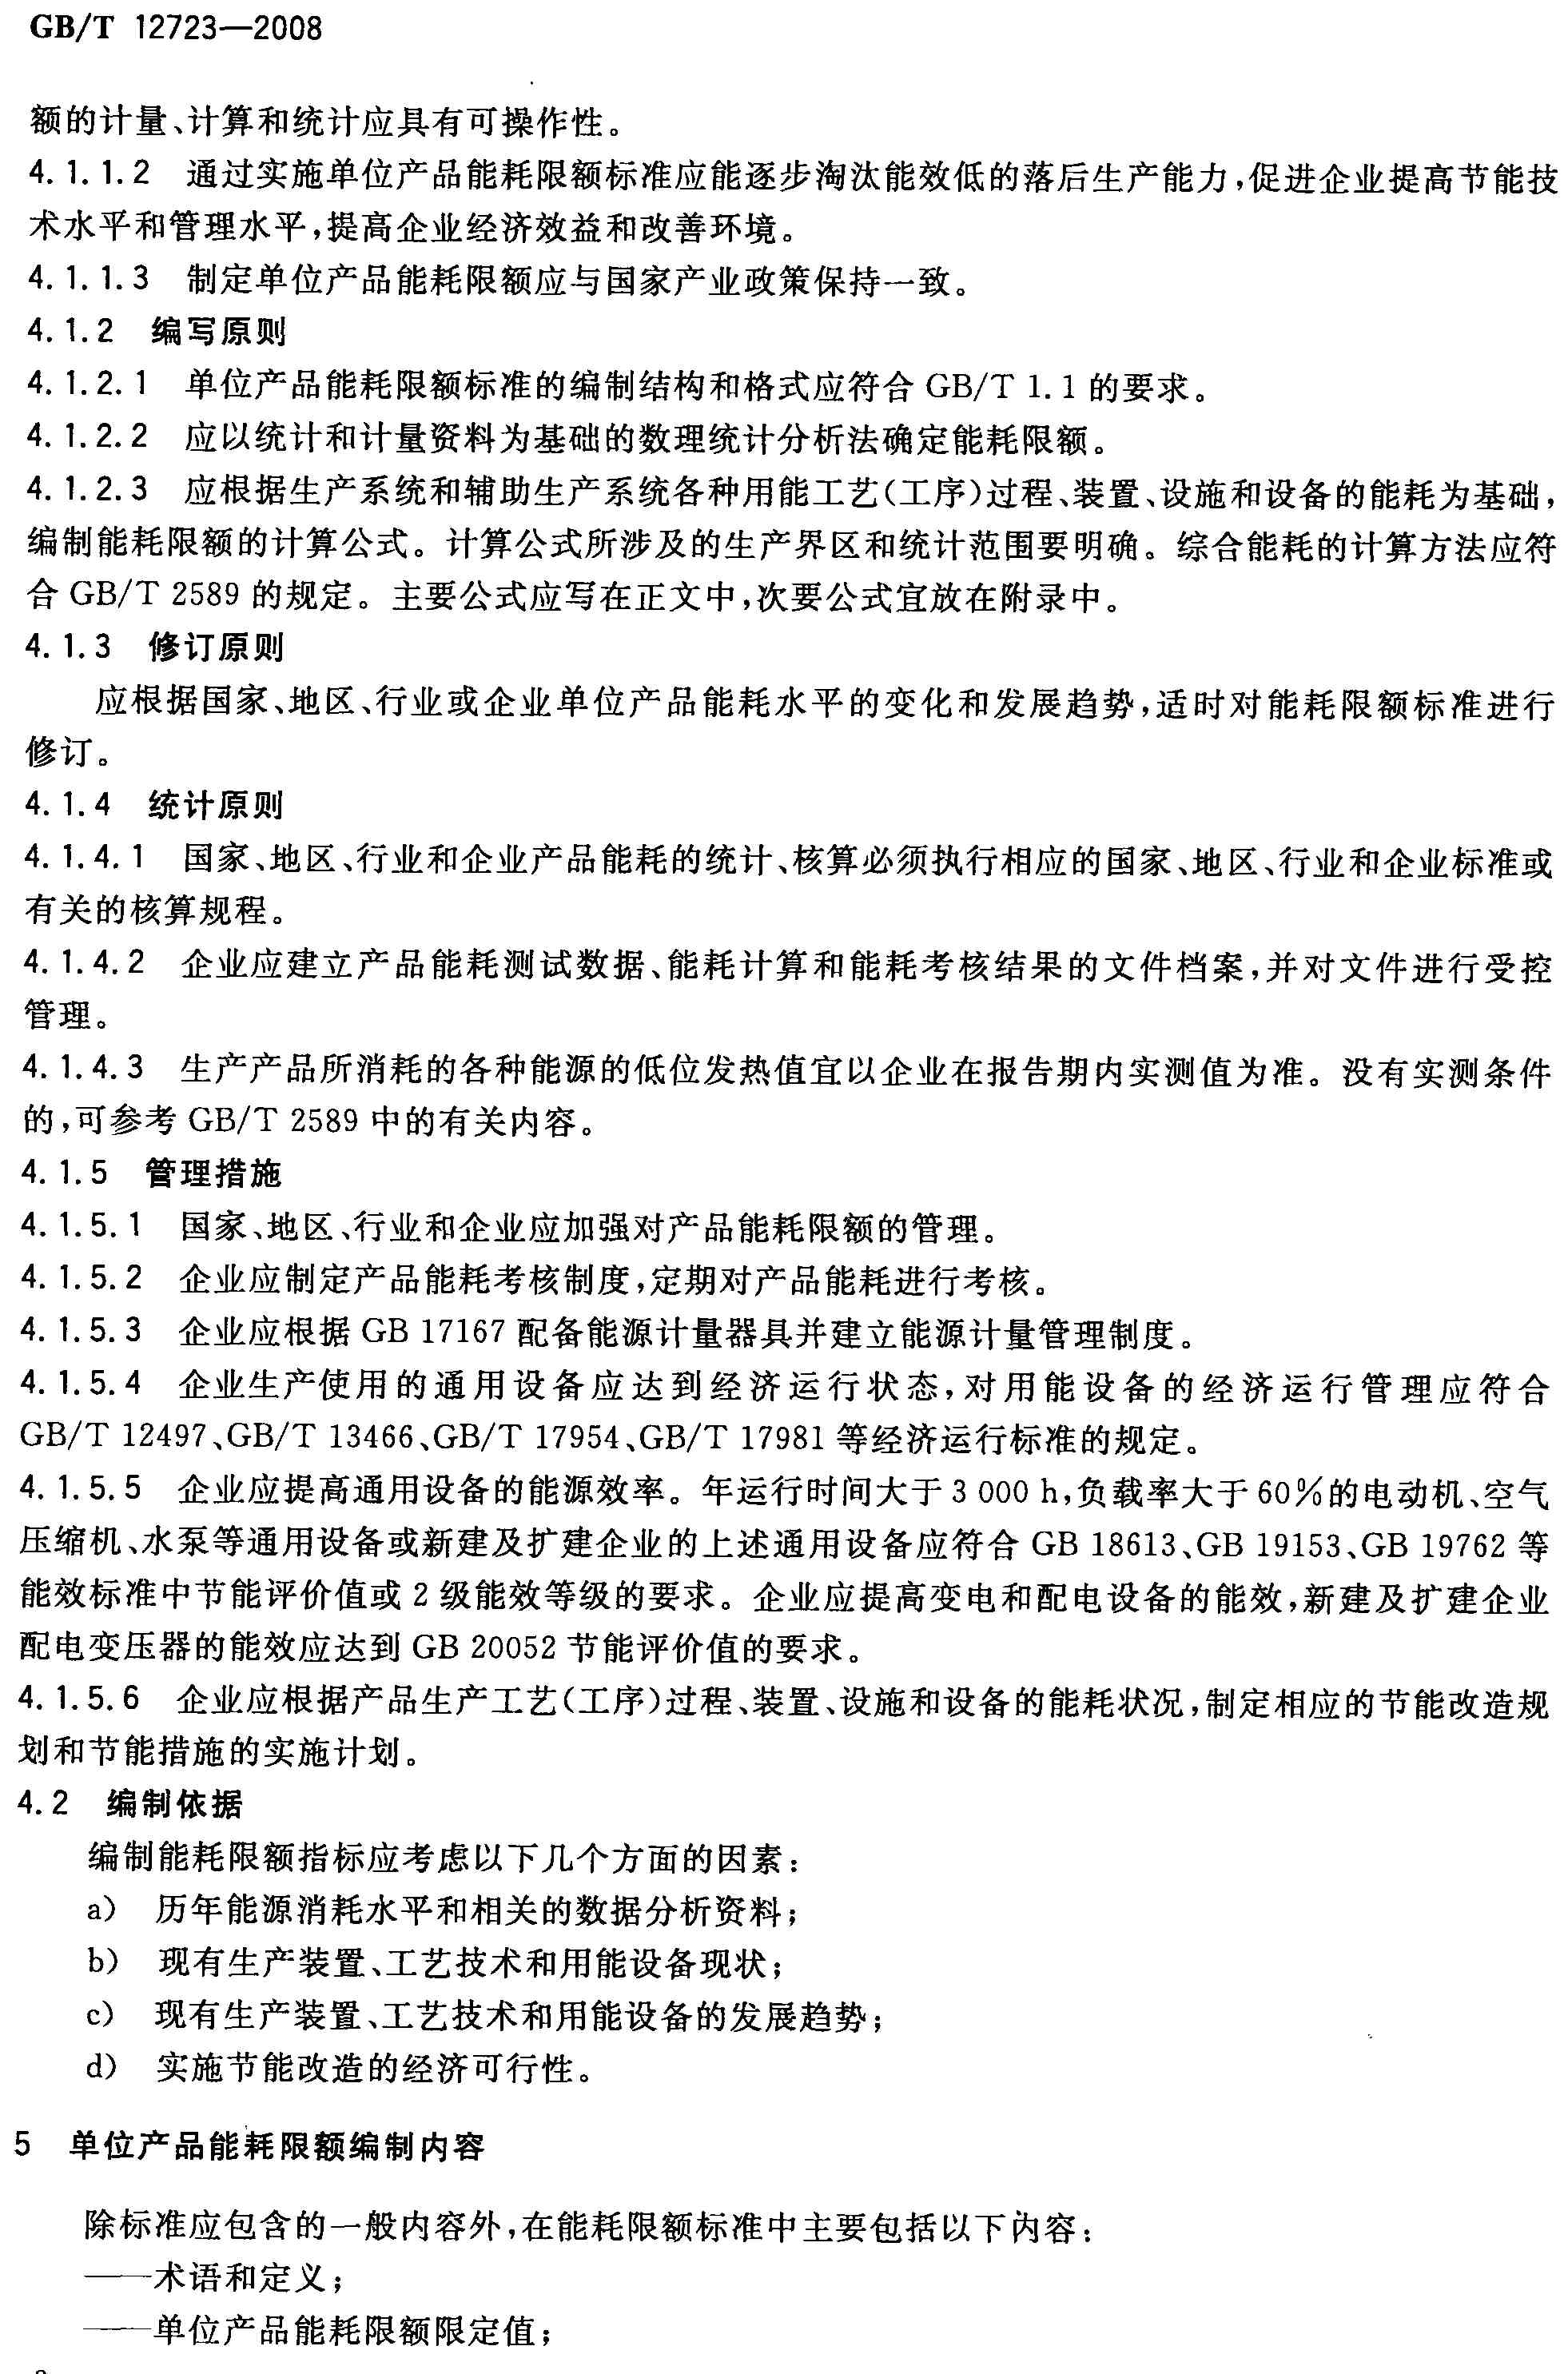 GB/T 12723—2008
额的计量、计算和统计应具有可操作性。
4.1.1.2 通过实施单位产品能耗限额标准应能逐步淘汰能效低的落后生产能力,促进企业提高节能技
术水平和管理水平,提高企业经济效益和改善环境。
4.1.1.3 制定单位产品能耗限额应与国家产业政策保持一致。
4.1.2 编写原则
4.1.2.1 单位产品能耗限额标准的编制结构和格式应符合 GB/T 1.1 的要求。
4.1.2.2 应以统计和计量资料为基础的数理统计分析法确定能耗限额。
4.1.2.3 应根据生产系统和辅助生产系统各种用能工艺(工序)过程、装置、设施和设备的能耗为基础,
编制能耗限额的计算公式。计算公式所涉及的生产界区和统计范围要明确。综合能耗的计算方法应符
合 GB/T 2589 的规定。主要公式应写在正文中,次要公式宜放在附录中。
4.1.3 修订原则
应根据国家、地区、行业或企业单位产品能耗水平的变化和发展趋势,适时对能耗限额标准进行
修订。
4.1.4 统计原则
4.1.4.1 国家、地区、行业和企业产品能耗的统计、核算必须执行相应的国家、地区、行业和企业标准或
有关的核算规程。
4.1.4.2 企业应建立产品能耗测试数据、能耗计算和能耗考核结果的文件档案,并对文件进行受控
管理。
4.1.4.3 生产产品所消耗的各种能源的低位发热值宜以企业在报告期内实测值为准。没有实测条件
的,可参考 GB/T 2589 中的有关内容。
4.1.5 管理措施
4.1.5.1 国家、地区、行业和企业应加强对产品能耗限额的管理。
4.1.5.2 企业应制定产品能耗考核制度,定期对产品能耗进行考核。
4.1.5.3 企业应根据 GB 17167 配备能源计量器具并建立能源计量管理制度。
4.1.5.4 企业生产使用的通用设备应达到经济运行状态,对用能设备的经济运行管理应符合
GB/T 12497、GB/T 13466、GB/T 17954、GB/T 17981 等经济运行标准的规定。
4.1.5.5 企业应提高通用设备的能源效率。年运行时间大于 3 000 h,负载率大于 60%的电动机、空气
压缩机、水泵等通用设备或新建及扩建企业的上述通用设备应符合 GB 18613、GB 19153、GB 19762 等
能效标准中节能评价值或 2 级能效等级的要求。企业应提高变电和配电设备的能效,新建及扩建企业
配电变压器的能效应达到 GB 20052 节能评价值的要求。
4.1.5.6 企业应根据产品生产工艺(工序)过程、装置、设施和设备的能耗状况,制定相应的节能改造规
划和节能措施的实施计划。
4.2 编制依据
编制能耗限额指标应考虑以下几个方面的因素:
a) 历年能源消耗水平和相关的数据分析资料;
b) 现有生产装置、工艺技术和用能设备现状;
c) 现有生产装置、工艺技术和用能设备的发展趋势;
d) 实施节能改造的经济可行性。
5 单位产品能耗限额编制内容
除标准应包含的一般内容外,在能耗限额标准中主要包括以下内容:
——术语和定义;
——单位产品能耗限额限定值;